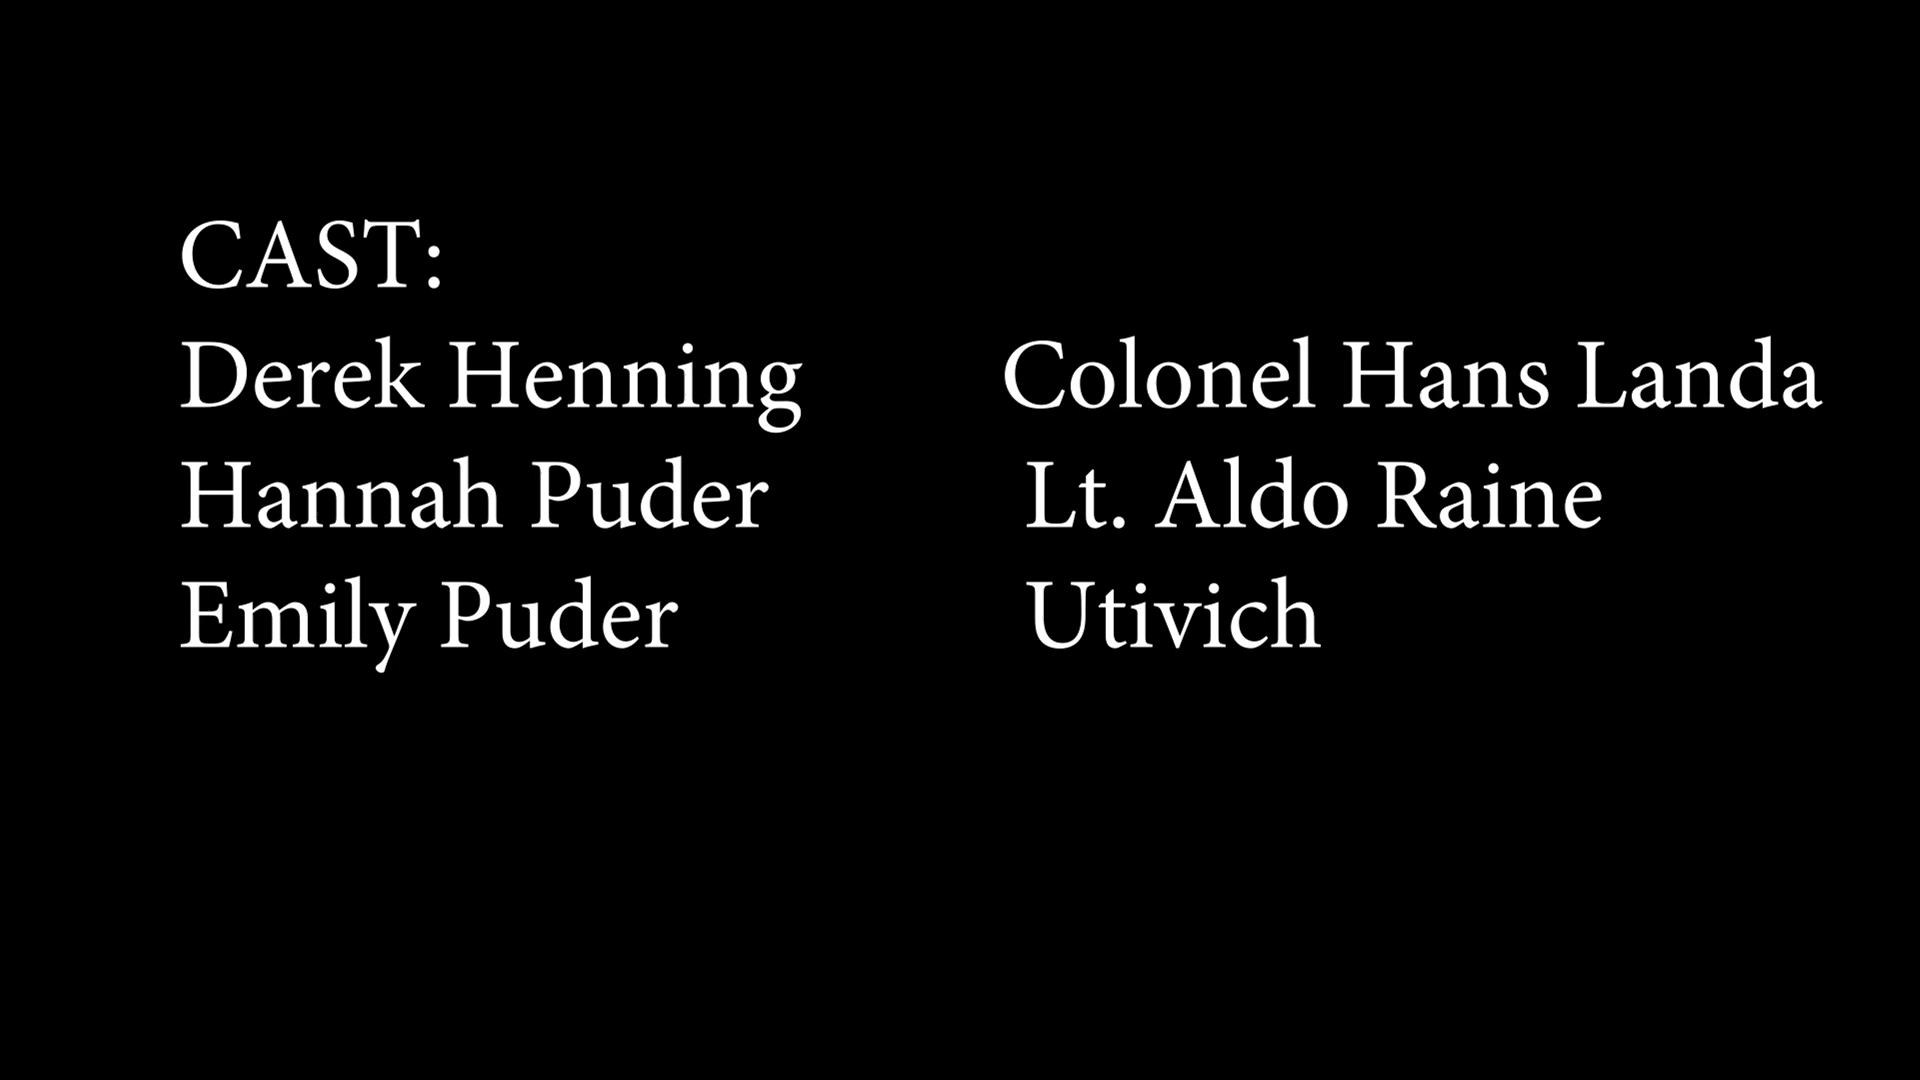 CAST:
Derek Henning Colonel Hans Landa
Hannah Puder Lt. Aldo Raine
Emily Puder Utivich